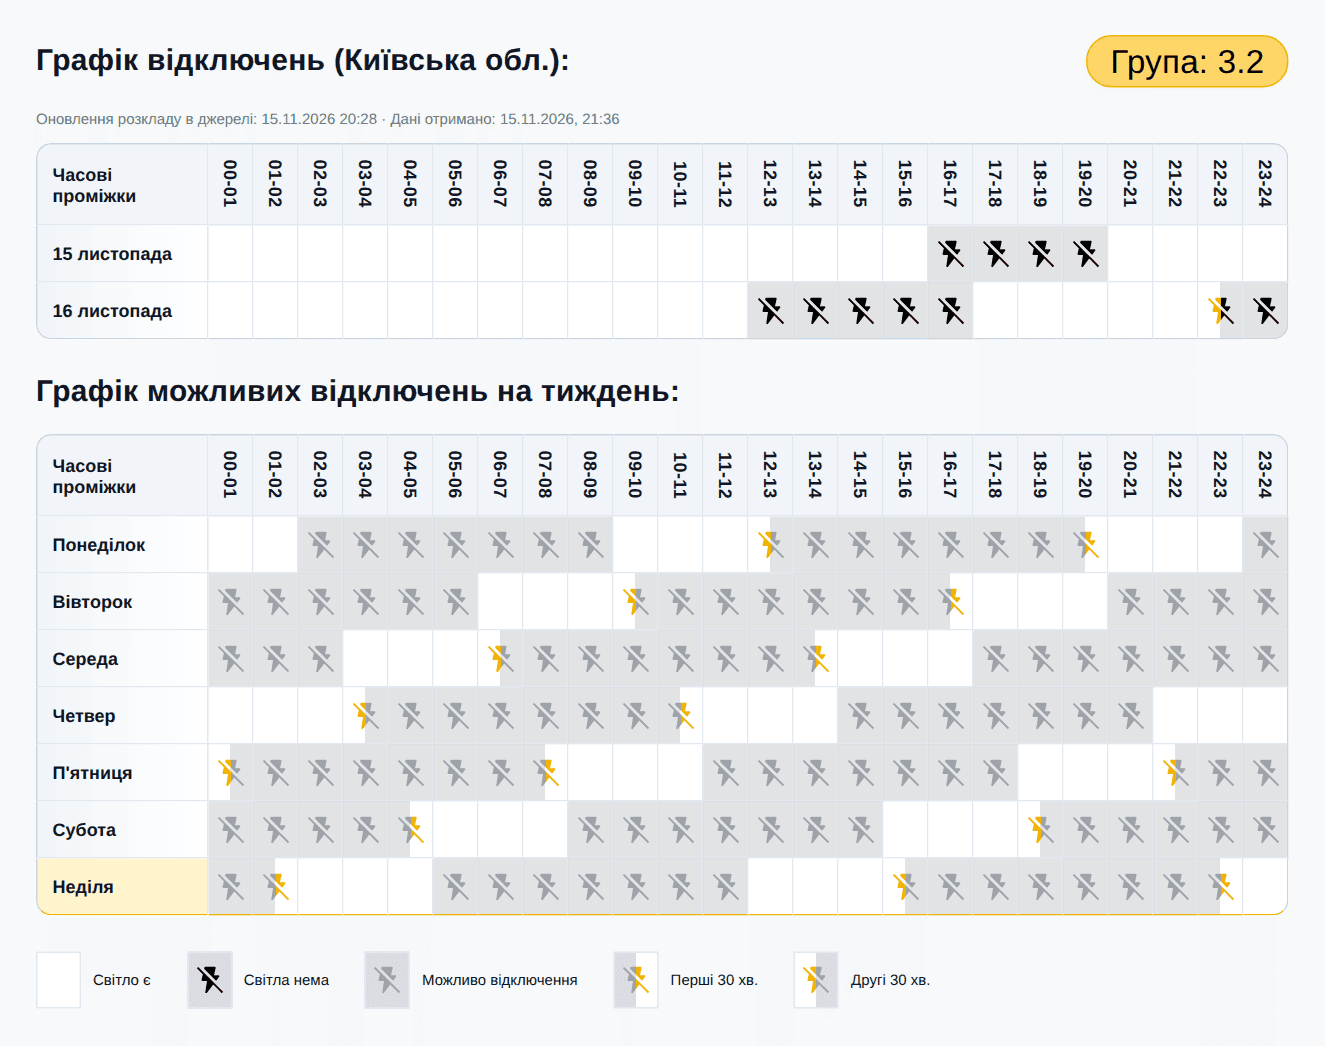 Графік відключень (Київська обл.):
Група: 3.2
Оновлення розкладу в джерелі: 15.11.2026 20:28 · Дані отримано: 15.11.2026, 21:36
Часові проміжки 00-01 01-02 02-03 03-04 04-05 05-06 06-07 07-08 08-09 09-10 10-11 11-12 12-13 13-14 14-15 15-16 16-17 17-18 18-19 19-20 20-21 21-22 22-23 23-24
15 листопада
16 листопада
Графік можливих відключень на тиждень:
Часові проміжки 00-01 01-02 02-03 03-04 04-05 05-06 06-07 07-08 08-09 09-10 10-11 11-12 12-13 13-14 14-15 15-16 16-17 17-18 18-19 19-20 20-21 21-22 22-23 23-24
Понеділок
Вівторок
Середа
Четвер
П'ятниця
Субота
Неділя
Світло є
Світла нема
Можливо відключення
Перші 30 хв.
Другі 30 хв.